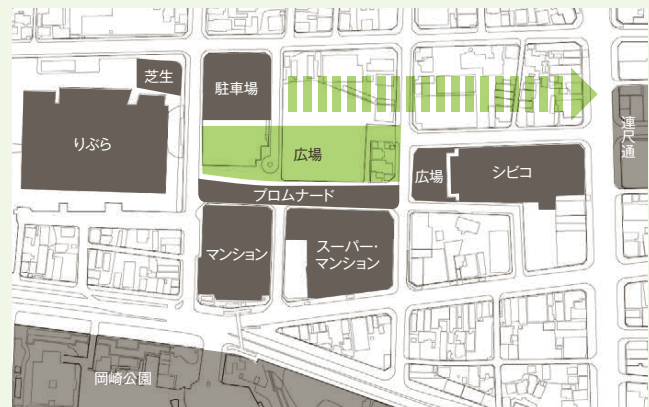 芝生
駐車場
りぶら
広場
連尺通
広場
シビコ
プロムナード
マンション
スーパー・
マンション
岡崎公園